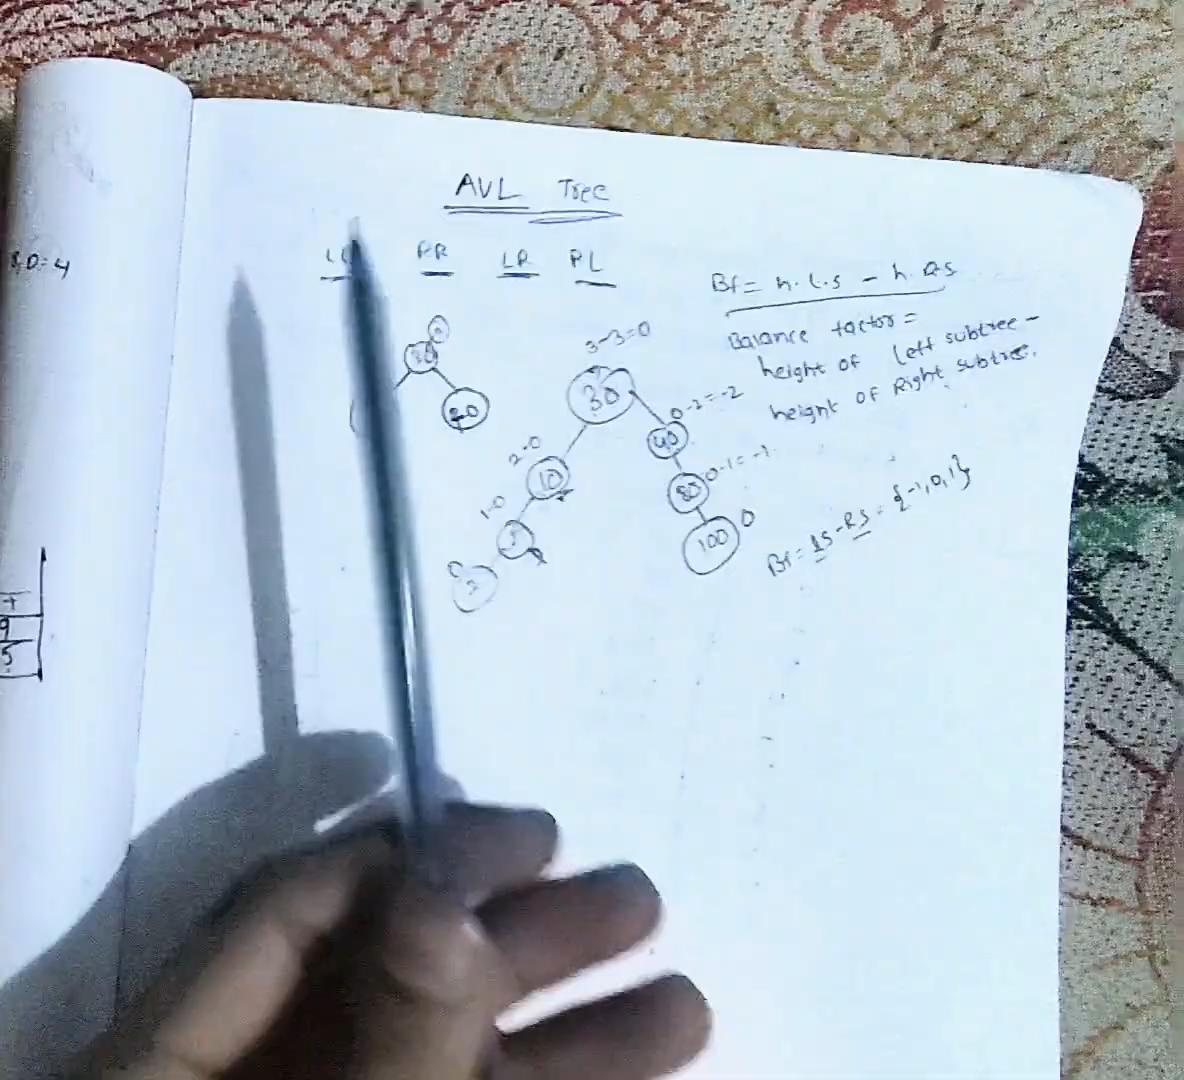 AVL Tree
RR LR RL
Bf = h.l.s - h.R.s
Balance factor =
height of left subtree -
height of Right subtree.
3-3=0
30
0
20
0-2=-2
40
2-0
10
0-1=-1
80
1-0
5
100 0
Bf = LS-RS = {-1,0,1}